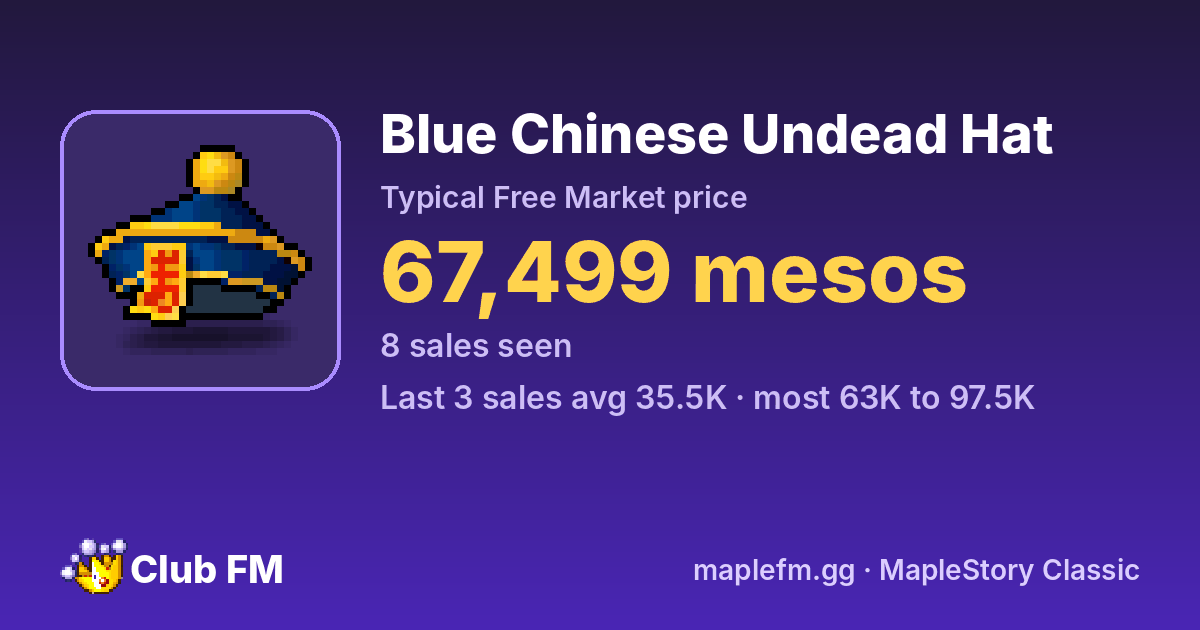 Blue Chinese Undead Hat
Typical Free Market price
67,499 mesos
8 sales seen
Last 3 sales avg 35.5K · most 63K to 97.5K
Club FM
maplefm.gg · MapleStory Classic